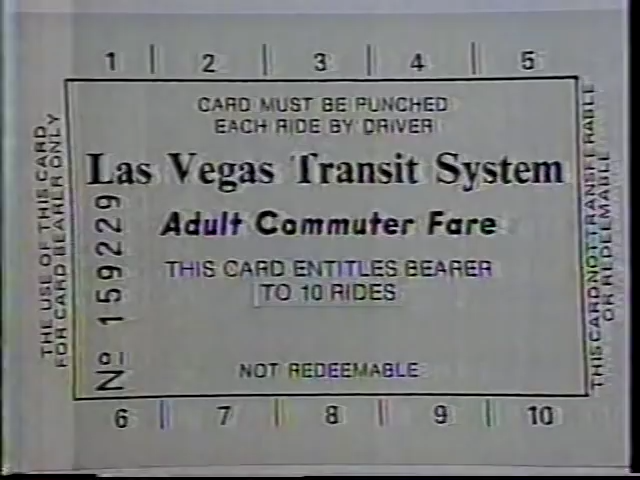 1 | 2 | 3 | 4 | 5
CARD MUST BE PUNCHED
EACH RIDE BY DRIVER
Las Vegas Transit System
Adult Commuter Fare
THIS CARD ENTITLES BEARER
TO 10 RIDES
NOT REDEEMABLE
6 | 7 | 8 | 9 | 10
THE USE OF THIS CARD
FOR CARD BEARER ONLY
Nº 159229
THIS CARD NOT TRANSFERABLE
OR REDEEMABLE